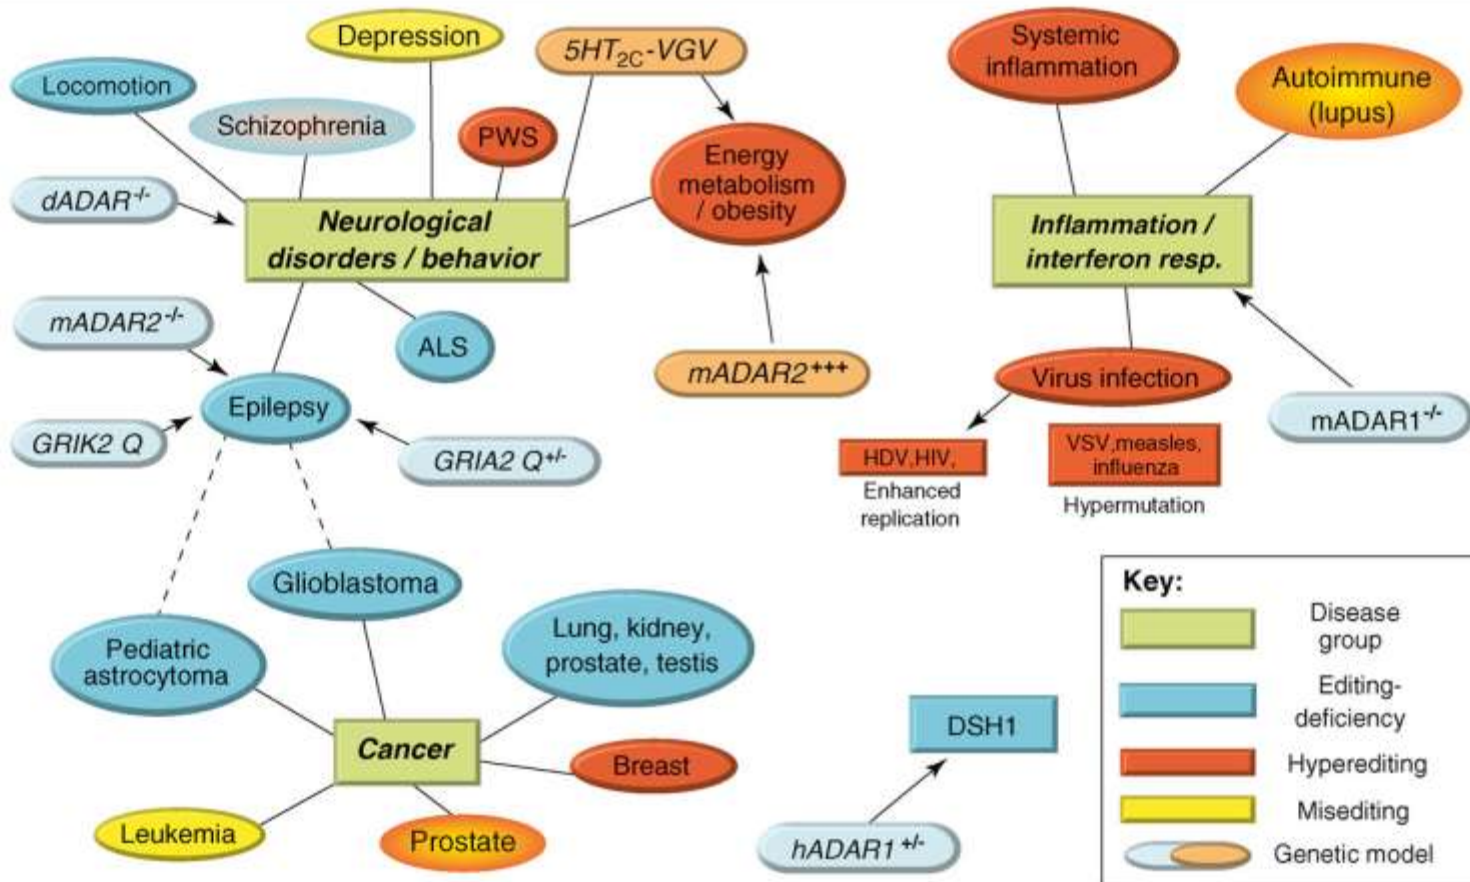 Depression
5HT2C-VGV
Systemic
inflammation
Autoimmune
(lupus)
Locomotion
Schizophrenia
PWS
Energy
metabolism
/ obesity
dADAR-/-
Neurological
disorders / behavior
Inflammation /
interferon resp.
mADAR2-/-
ALS
mADAR2+++
Virus infection
mADAR1-/-
Epilepsy
GRIK2 Q
GRIA2 Q+/-
HDV,HIV,
Enhanced
replication
VSV,measles,
influenza
Hypermutation
Glioblastoma
Pediatric
astrocytoma
Lung, kidney,
prostate, testis
Cancer
Breast
Leukemia
Prostate
DSH1
hADAR1+/-
Key:
Disease
group
Editing-
deficiency
Hyperediting
Misediting
Genetic model